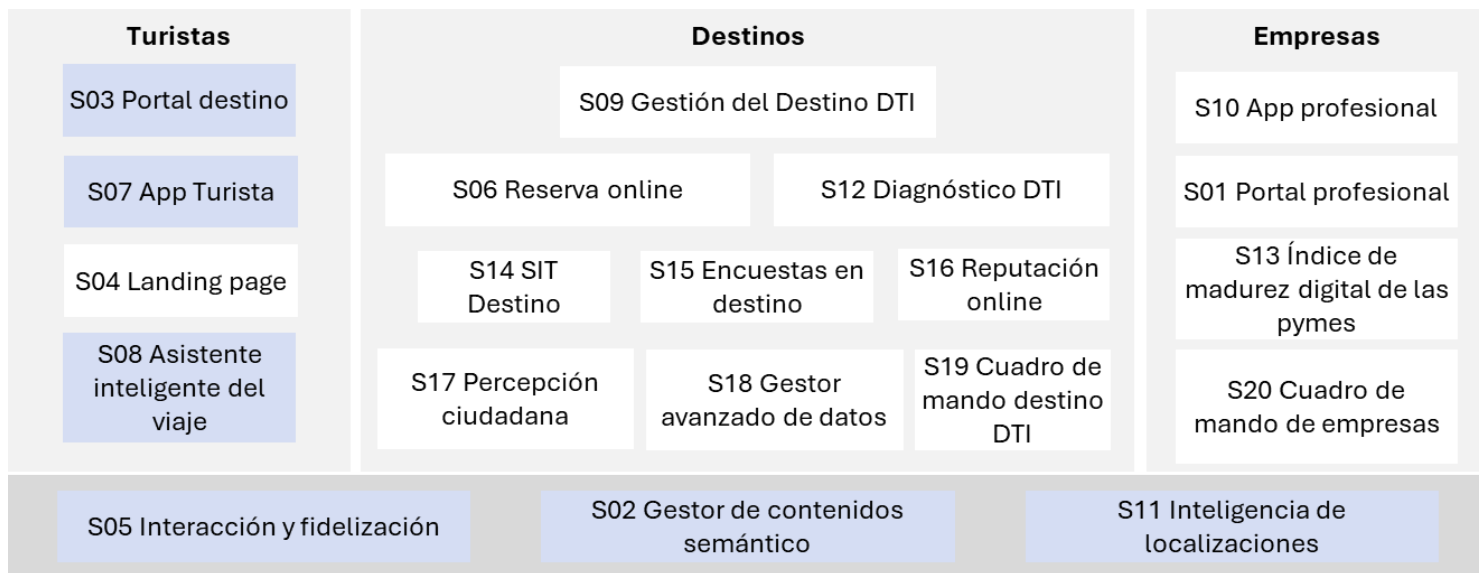 Turistas
S03 Portal destino
S07 App Turista
S04 Landing page
S08 Asistente
inteligente del
viaje
Destinos
S09 Gestión del Destino DTI
S06 Reserva online
S12 Diagnóstico DTI
S14 SIT
Destino
S15 Encuestas en
destino
S16 Reputación
online
S17 Percepción
ciudadana
S18 Gestor
avanzado de datos
S19 Cuadro de
mando destino
DTI
Empresas
S10 App profesional
S01 Portal profesional
S13 Índice de
madurez digital de las
pymes
S20 Cuadro de
mando de empresas
S05 Interacción y fidelización
S02 Gestor de contenidos
semántico
S11 Inteligencia de
localizaciones